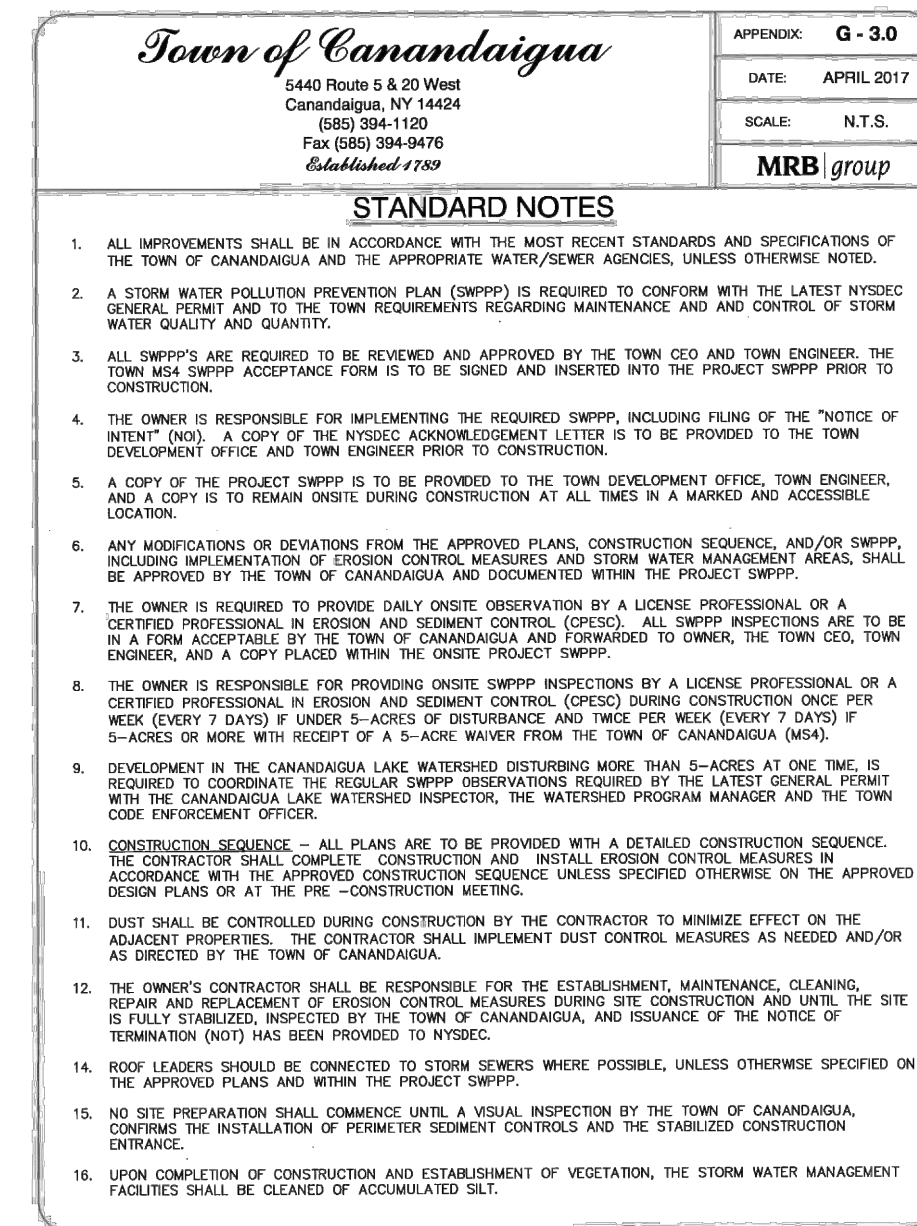 Town of Canandaigua
5440 Route 5 & 20 West
Canandaigua, NY 14424
(585) 394-1120
Fax (585) 394-9476
Established 1789
APPENDIX: G - 3.0
DATE: APRIL 2017
SCALE: N.T.S.
MRB group
STANDARD NOTES
1. ALL IMPROVEMENTS SHALL BE IN ACCORDANCE WITH THE MOST RECENT STANDARDS AND SPECIFICATIONS OF
THE TOWN OF CANANDAIGUA AND THE APPROPRIATE WATER/SEWER AGENCIES, UNLESS OTHERWISE NOTED.
2. A STORM WATER POLLUTION PREVENTION PLAN (SWPPP) IS REQUIRED TO CONFORM WITH THE LATEST NYSDEC
GENERAL PERMIT AND TO THE TOWN REQUIREMENTS REGARDING MAINTENANCE AND AND CONTROL OF STORM
WATER QUALITY AND QUANTITY.
3. ALL SWPPP'S ARE REQUIRED TO BE REVIEWED AND APPROVED BY THE TOWN CEO AND TOWN ENGINEER. THE
TOWN MS4 SWPPP ACCEPTANCE FORM IS TO BE SIGNED AND INSERTED INTO THE PROJECT SWPPP PRIOR TO
CONSTRUCTION.
4. THE OWNER IS RESPONSIBLE FOR IMPLEMENTING THE REQUIRED SWPPP, INCLUDING FILING OF THE "NOTICE OF
INTENT" (NOI). A COPY OF THE NYSDEC ACKNOWLEDGEMENT LETTER IS TO BE PROVIDED TO THE TOWN
DEVELOPMENT OFFICE AND TOWN ENGINEER PRIOR TO CONSTRUCTION.
5. A COPY OF THE PROJECT SWPPP IS TO BE PROVIDED TO THE TOWN DEVELOPMENT OFFICE, TOWN ENGINEER,
AND A COPY IS TO REMAIN ONSITE DURING CONSTRUCTION AT ALL TIMES IN A MARKED AND ACCESSIBLE
LOCATION.
6. ANY MODIFICATIONS OR DEVIATIONS FROM THE APPROVED PLANS, CONSTRUCTION SEQUENCE, AND/OR SWPPP,
INCLUDING IMPLEMENTATION OF EROSION CONTROL MEASURES AND STORM WATER MANAGEMENT AREAS, SHALL
BE APPROVED BY THE TOWN OF CANANDAIGUA AND DOCUMENTED WITHIN THE PROJECT SWPPP.
7. THE OWNER IS REQUIRED TO PROVIDE DAILY ONSITE OBSERVATION BY A LICENSE PROFESSIONAL OR A
CERTIFIED PROFESSIONAL IN EROSION AND SEDIMENT CONTROL (CPESC). ALL SWPPP INSPECTIONS ARE TO BE
IN A FORM ACCEPTABLE BY THE TOWN OF CANANDAIGUA AND FORWARDED TO OWNER, THE TOWN CEO, TOWN
ENGINEER, AND A COPY PLACED WITHIN THE ONSITE PROJECT SWPPP.
8. THE OWNER IS RESPONSIBLE FOR PROVIDING ONSITE SWPPP INSPECTIONS BY A LICENSE PROFESSIONAL OR A
CERTIFIED PROFESSIONAL IN EROSION AND SEDIMENT CONTROL (CPESC) DURING CONSTRUCTION ONCE PER
WEEK (EVERY 7 DAYS) IF UNDER 5-ACRES OF DISTURBANCE AND TWICE PER WEEK (EVERY 7 DAYS) IF
5-ACRES OR MORE WITH RECEIPT OF A 5-ACRE WAIVER FROM THE TOWN OF CANANDAIGUA (MS4).
9. DEVELOPMENT IN THE CANANDAIGUA LAKE WATERSHED DISTURBING MORE THAN 5-ACRES AT ONE TIME, IS
REQUIRED TO COORDINATE THE REGULAR SWPPP OBSERVATIONS REQUIRED BY THE LATEST GENERAL PERMIT
WITH THE CANANDAIGUA LAKE WATERSHED INSPECTOR, THE WATERSHED PROGRAM MANAGER AND THE TOWN
CODE ENFORCEMENT OFFICER.
10. CONSTRUCTION SEQUENCE – ALL PLANS ARE TO BE PROVIDED WITH A DETAILED CONSTRUCTION SEQUENCE.
THE CONTRACTOR SHALL COMPLETE CONSTRUCTION AND INSTALL EROSION CONTROL MEASURES IN
ACCORDANCE WITH THE APPROVED CONSTRUCTION SEQUENCE UNLESS SPECIFIED OTHERWISE ON THE APPROVED
DESIGN PLANS OR AT THE PRE -CONSTRUCTION MEETING.
11. DUST SHALL BE CONTROLLED DURING CONSTRUCTION BY THE CONTRACTOR TO MINIMIZE EFFECT ON THE
ADJACENT PROPERTIES. THE CONTRACTOR SHALL IMPLEMENT DUST CONTROL MEASURES AS NEEDED AND/OR
AS DIRECTED BY THE TOWN OF CANANDAIGUA.
12. THE OWNER'S CONTRACTOR SHALL BE RESPONSIBLE FOR THE ESTABLISHMENT, MAINTENANCE, CLEANING,
REPAIR AND REPLACEMENT OF EROSION CONTROL MEASURES DURING SITE CONSTRUCTION AND UNTIL THE SITE
IS FULLY STABILIZED, INSPECTED BY THE TOWN OF CANANDAIGUA, AND ISSUANCE OF THE NOTICE OF
TERMINATION (NOT) HAS BEEN PROVIDED TO NYSDEC.
14. ROOF LEADERS SHOULD BE CONNECTED TO STORM SEWERS WHERE POSSIBLE, UNLESS OTHERWISE SPECIFIED ON
THE APPROVED PLANS AND WITHIN THE PROJECT SWPPP.
15. NO SITE PREPARATION SHALL COMMENCE UNTIL A VISUAL INSPECTION BY THE TOWN OF CANANDAIGUA,
CONFIRMS THE INSTALLATION OF PERIMETER SEDIMENT CONTROLS AND THE STABILIZED CONSTRUCTION
ENTRANCE.
16. UPON COMPLETION OF CONSTRUCTION AND ESTABLISHMENT OF VEGETATION, THE STORM WATER MANAGEMENT
FACILITIES SHALL BE CLEANED OF ACCUMULATED SILT.